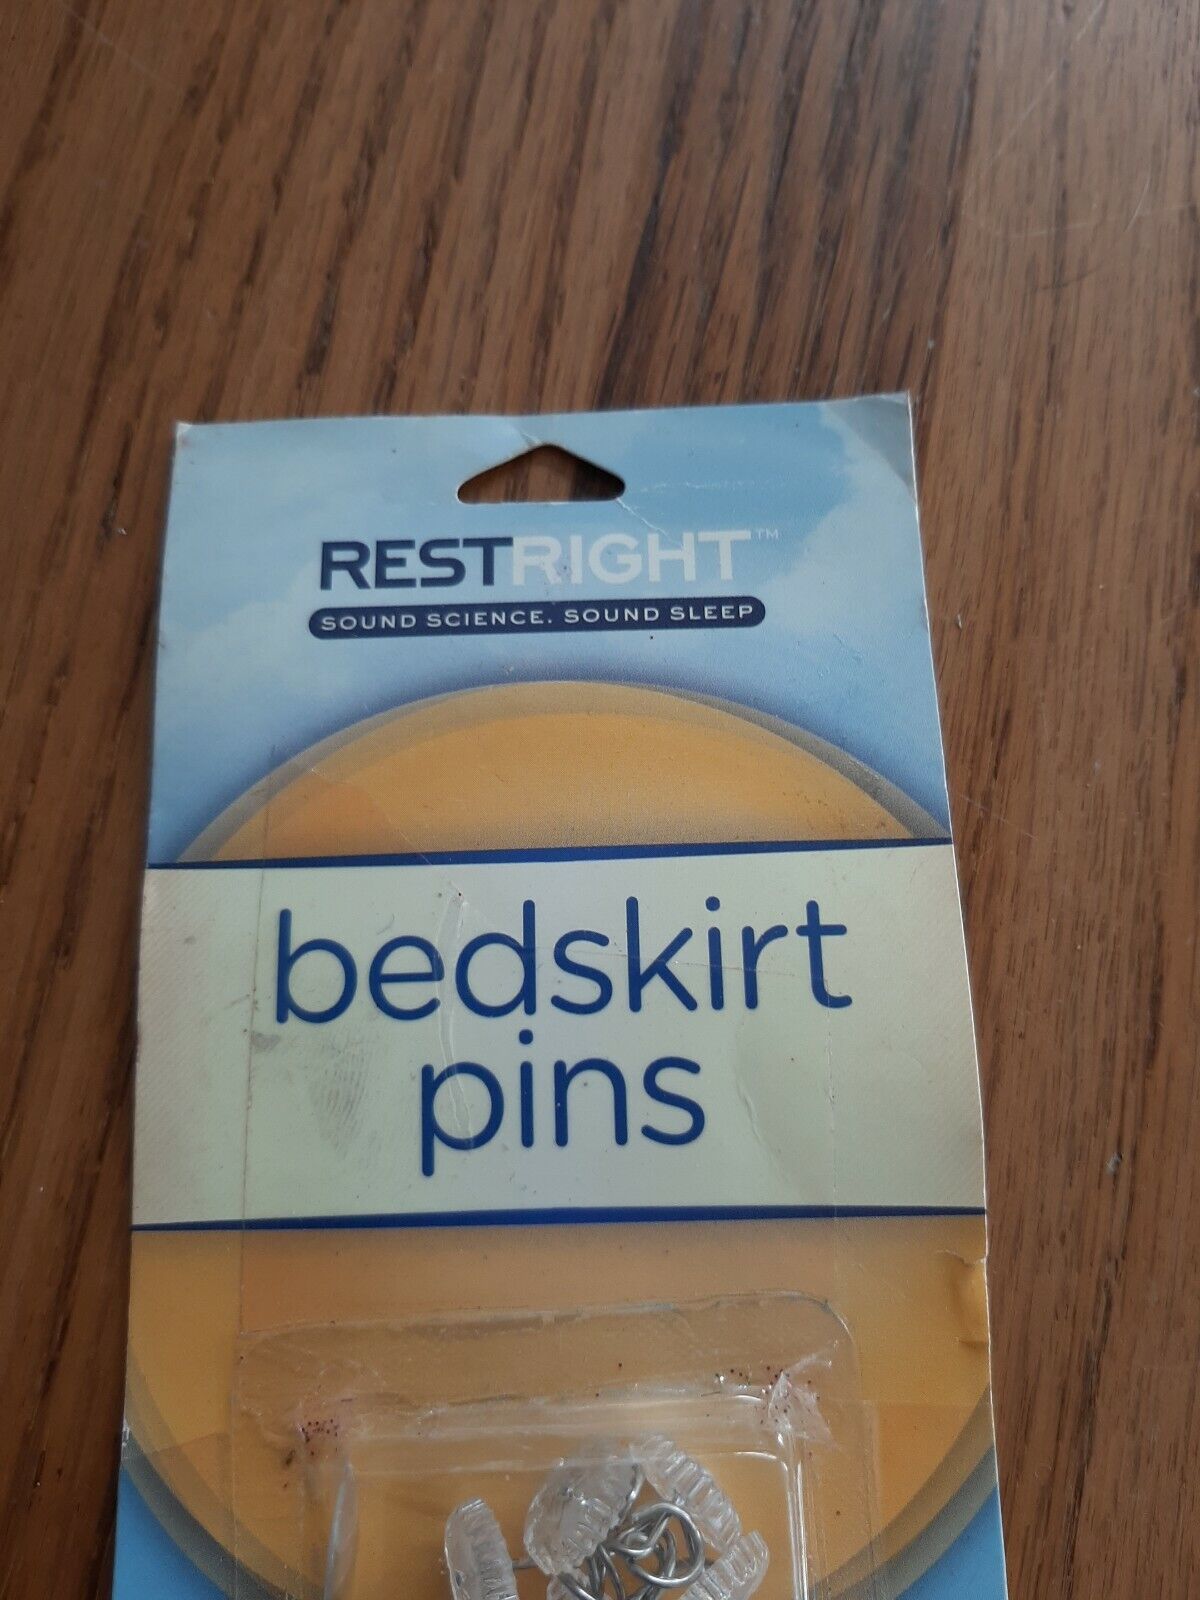 RESTRIGHT™
SOUND SCIENCE. SOUND SLEEP
bedskirt
pins